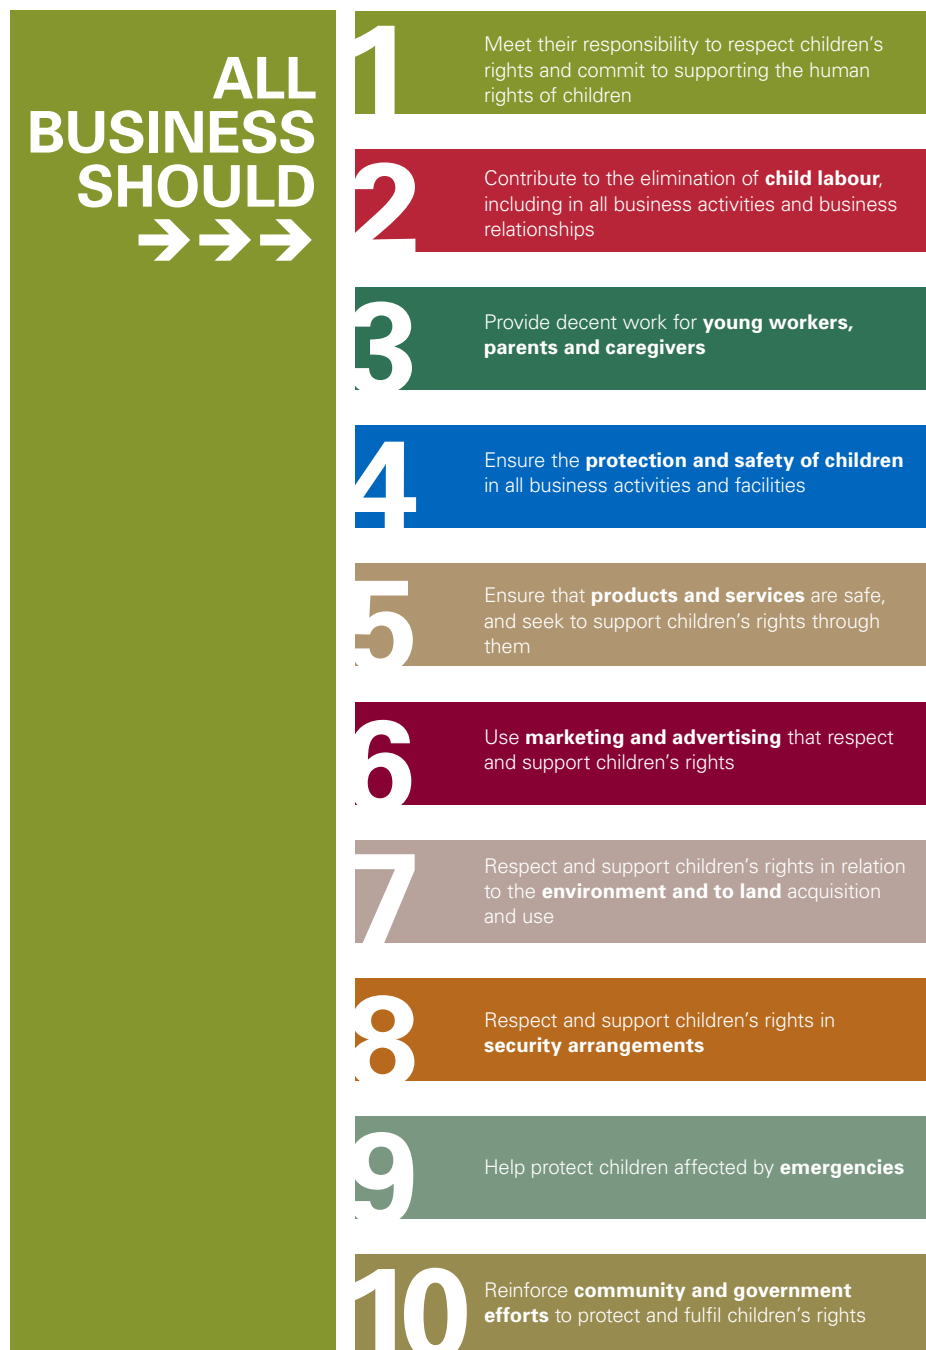 ALL
BUSINESS
SHOULD
→→→
1
Meet their responsibility to respect children’s
rights and commit to supporting the human
rights of children
2
Contribute to the elimination of child labour,
including in all business activities and business
relationships
3
Provide decent work for young workers,
parents and caregivers
4
Ensure the protection and safety of children
in all business activities and facilities
5
Ensure that products and services are safe,
and seek to support children’s rights through
them
6
Use marketing and advertising that respect
and support children’s rights
7
Respect and support children’s rights in relation
to the environment and to land acquisition
and use
8
Respect and support children’s rights in
security arrangements
9
Help protect children affected by emergencies
10
Reinforce community and government
efforts to protect and fulfil children’s rights